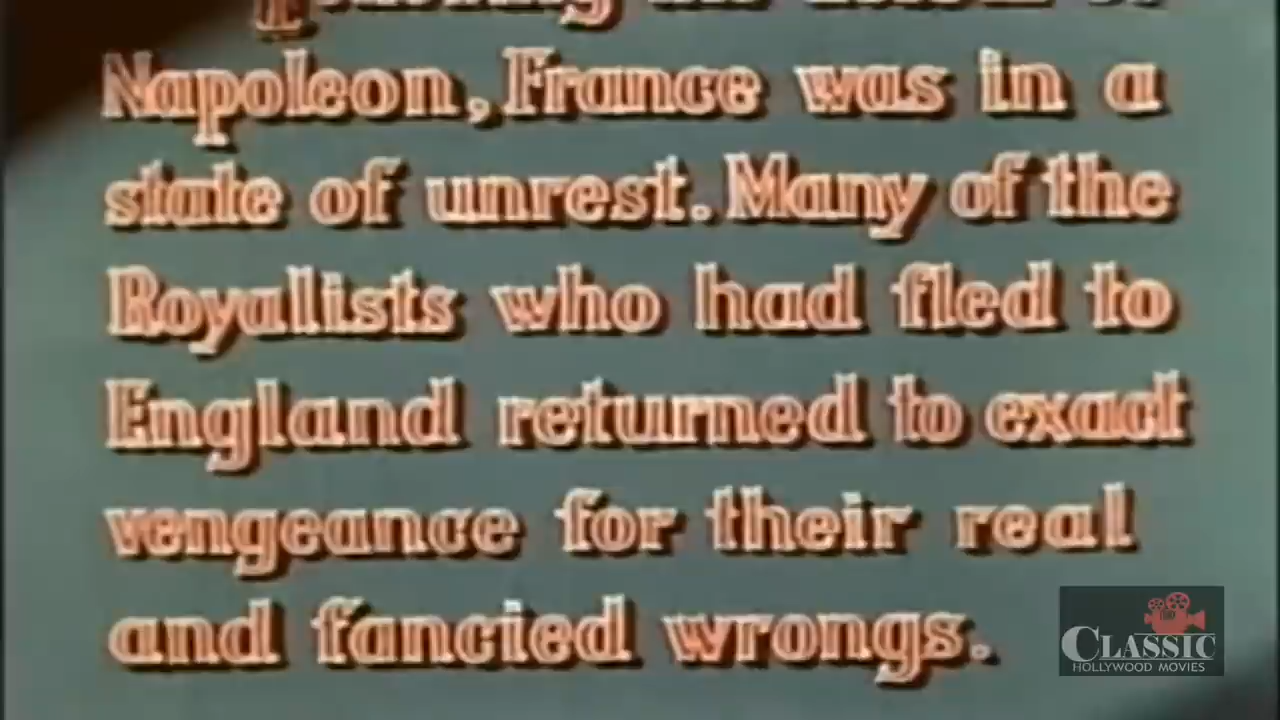 Napoleon, France was in a
state of unrest. Many of the
Royalists who had fled to
England returned to exact
vengeance for their real
and fancied wrongs.
CLASSIC
HOLLYWOOD MOVIES